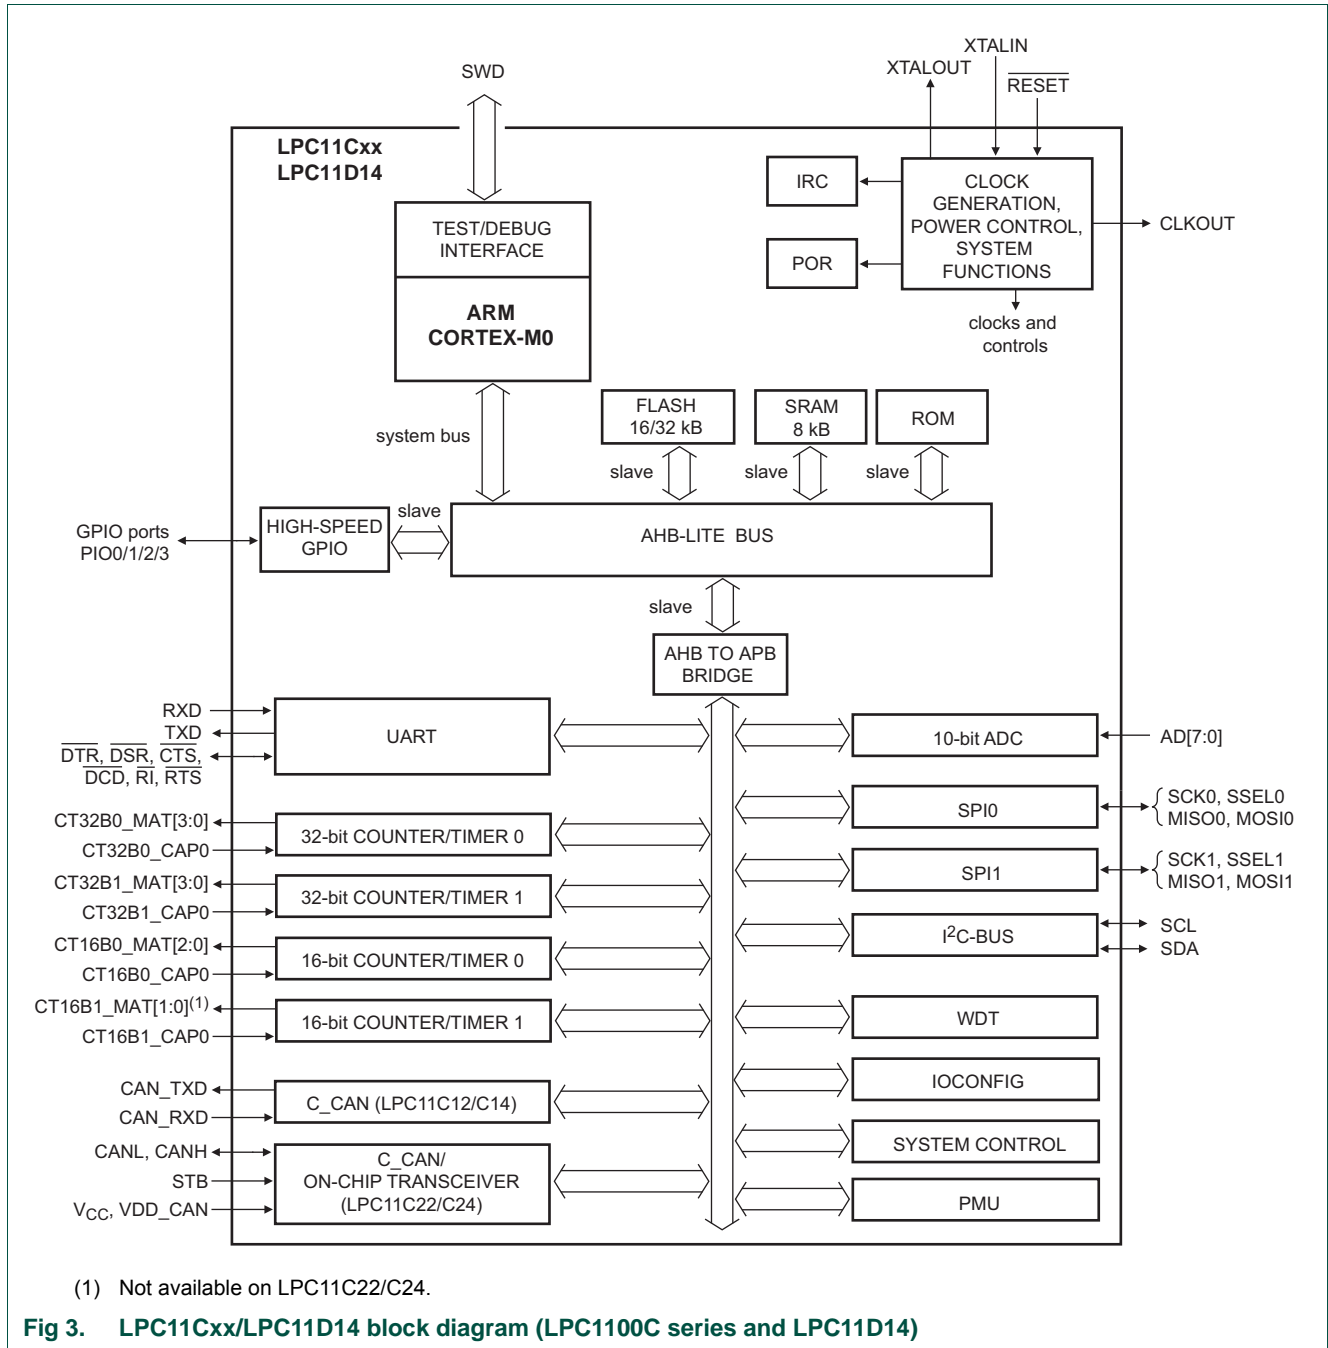 SWD
XTALIN
XTALOUT
RESET
LPC11Cxx
LPC11D14
TEST/DEBUG
INTERFACE
ARM
CORTEX-M0
IRC
POR
CLOCK
GENERATION,
POWER CONTROL,
SYSTEM
FUNCTIONS
CLKOUT
clocks and
controls
system bus
FLASH
16/32 kB
SRAM
8 kB
ROM
slave
slave
slave
GPIO ports
PIO0/1/2/3
HIGH-SPEED
GPIO
slave
AHB-LITE BUS
slave
AHB TO APB
BRIDGE
RXD
TXD
DTR, DSR, CTS,
DCD, RI, RTS
UART
10-bit ADC
AD[7:0]
CT32B0_MAT[3:0]
CT32B0_CAP0
32-bit COUNTER/TIMER 0
SPI0
SCK0, SSEL0
MISO0, MOSI0
CT32B1_MAT[3:0]
CT32B1_CAP0
32-bit COUNTER/TIMER 1
SPI1
SCK1, SSEL1
MISO1, MOSI1
CT16B0_MAT[2:0]
CT16B0_CAP0
16-bit COUNTER/TIMER 0
I2C-BUS
SCL
SDA
CT16B1_MAT[1:0](1)
CT16B1_CAP0
16-bit COUNTER/TIMER 1
WDT
IOCONFIG
CAN_TXD
CAN_RXD
C_CAN (LPC11C12/C14)
SYSTEM CONTROL
CANL, CANH
STB
VCC, VDD_CAN
C_CAN/
ON-CHIP TRANSCEIVER
(LPC11C22/C24)
PMU
(1) Not available on LPC11C22/C24.
Fig 3. LPC11Cxx/LPC11D14 block diagram (LPC1100C series and LPC11D14)